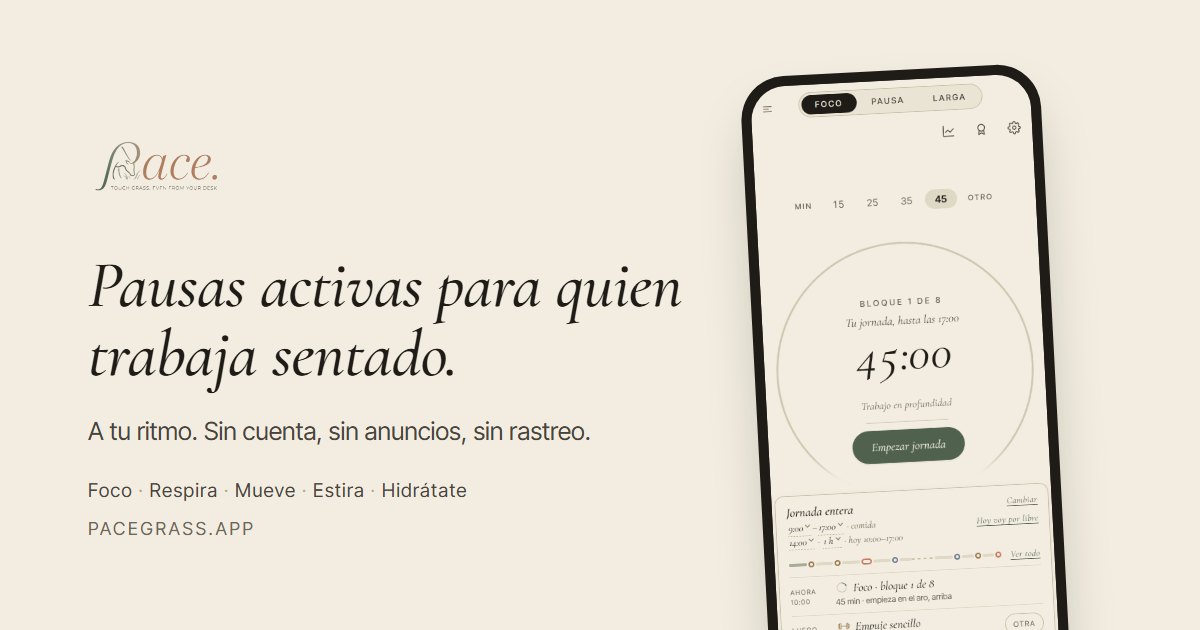 Pace.
TOUCH GRASS. EVEN FROM YOUR DESK
Pausas activas para quien
trabaja sentado.
A tu ritmo. Sin cuenta, sin anuncios, sin rastreo.
Foco · Respira · Mueve · Estira · Hidrátate
PACEGRASS.APP
FOCO PAUSA LARGA
MIN 15 25 35 45 OTRO
BLOQUE 1 DE 8
Tu jornada, hasta las 17:00
45:00
Trabajo en profundidad
Empezar jornada
Jornada entera
Cambiar
9:00 – 17:00 · comida
Hoy voy por libre
14:00 · 1 h · hoy 10:00–17:00
Ver todo
AHORA
10:00
Foco · bloque 1 de 8
45 min · empieza en el aro, arriba
Empuje sencillo
OTRA